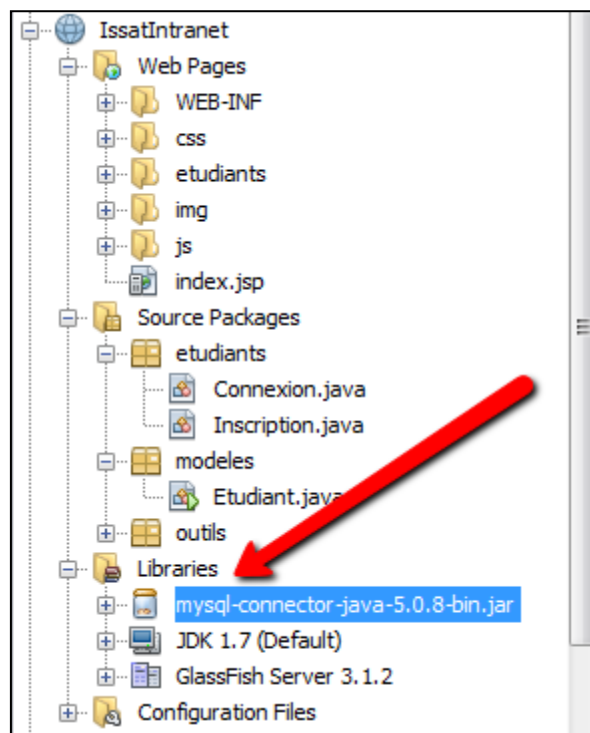 IssatIntranet
Web Pages
WEB-INF
css
etudiants
img
js
index.jsp
Source Packages
etudiants
Connexion.java
Inscription.java
modeles
Etudiant.java
outils
Libraries
mysql-connector-java-5.0.8-bin.jar
JDK 1.7 (Default)
GlassFish Server 3.1.2
Configuration Files